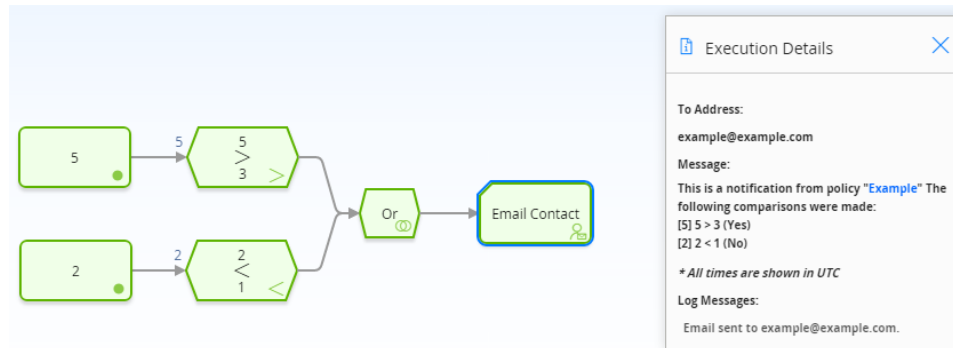 5
5
5
>
3
>
Or
Email Contact
2
2
2
<
1
<
Execution Details
To Address:
example@example.com
Message:
This is a notification from policy "Example" The
following comparisons were made:
[5] 5 > 3 (Yes)
[2] 2 < 1 (No)
* All times are shown in UTC
Log Messages:
Email sent to example@example.com.